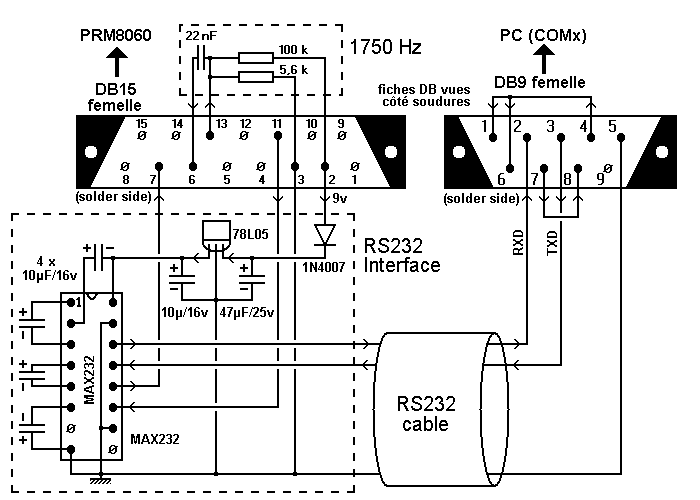 PRM8060
22 nF
100 k
1750 Hz
PC (COMx)
5,6 k
DB15
femelle
fiches DB vues
côté soudures
DB9 femelle
15 14 13 12 11 10 9
Ø Ø Ø Ø Ø
1 2 3 4 5
Ø Ø Ø Ø
8 7 6 5 4 3 2 1
6 7 8 9 Ø
(solder side)
9v
(solder side)
78L05
RS232
Interface
1N4007
RXD
TXD
4 x
10µF/16v
+ −
+
−
+
−
10µ/16v
47µF/25v
1
+
−
+
−
MAX232
RS232
cable
+
−
Ø
Ø
MAX232